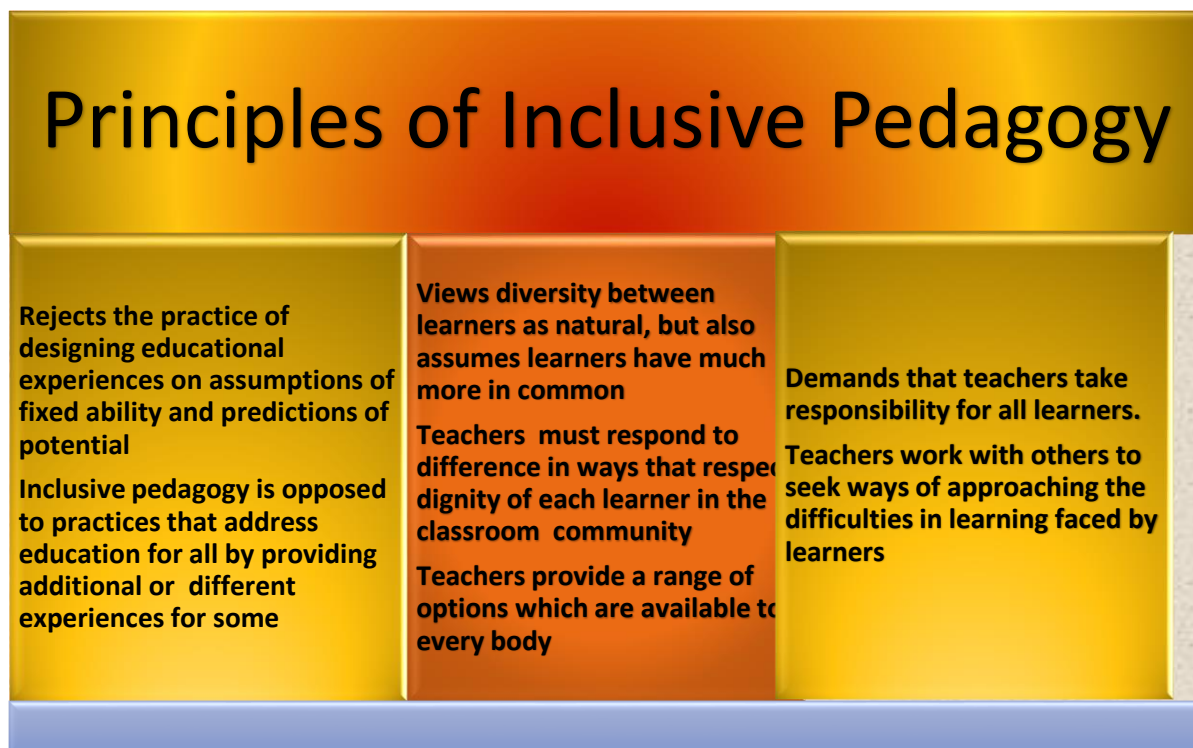 Principles of Inclusive Pedagogy
Rejects the practice of
designing educational
experiences on assumptions of
fixed ability and predictions of
potential
Inclusive pedagogy is opposed
to practices that address
education for all by providing
additional or different
experiences for some
Views diversity between
learners as natural, but also
assumes learners have much
more in common
Teachers must respond to
difference in ways that respec
dignity of each learner in the
classroom community
Teachers provide a range of
options which are available to
every body
Demands that teachers take
responsibility for all learners.
Teachers work with others to
seek ways of approaching the
difficulties in learning faced by
learners